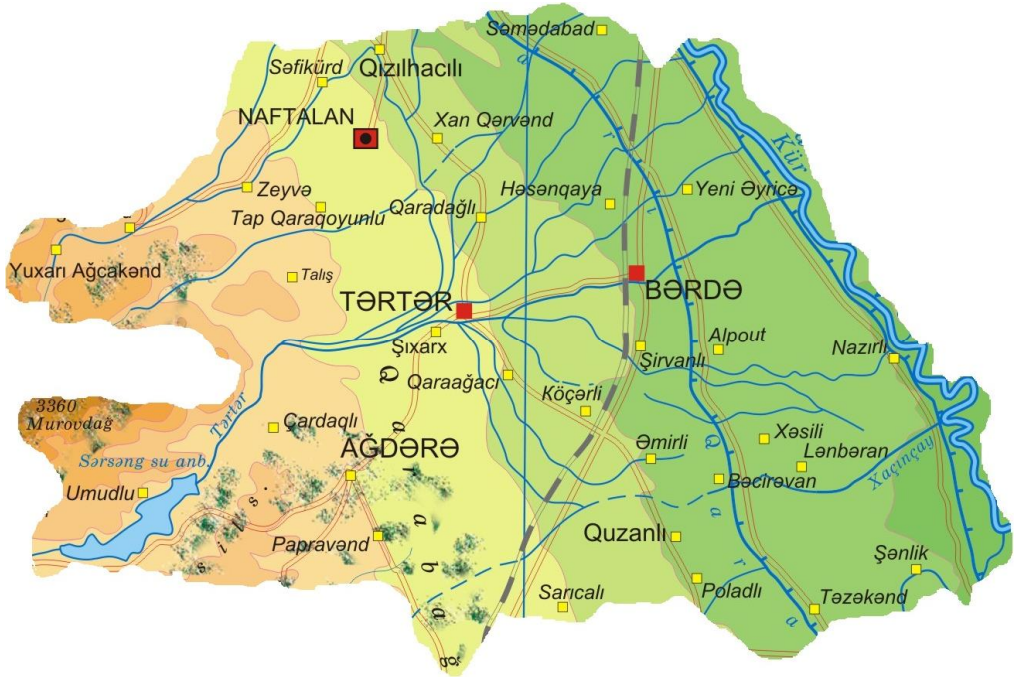 Səmədabad
Səfikürd
Qızılhacılı
NAFTALAN
Xan Qərvənd
Kür
Zeyvə
Həsənqaya
Yeni Əyricə
Tap Qaraqoyunlu
Qaradağlı
Yuxarı Ağcakənd
Talış
TƏRTƏR
BƏRDƏ
Şıxarx
Şirvanlı
Alpout
Nazırlı
Qaraağacı
Köçərli
3360
Murovdağ
Tərtər
Çardaqlı
AĞDƏRƏ
Əmirli
Xəsili
Lənbəran
Xaçınçay
Sərsəng su anb.
Umudlu
Bəcirəvan
Papravənd
Quzanlı
Şənlik
Sarıcalı
Poladlı
Təzəkənd
Q a r a b a ğ
s i l s .
a r ı Q a r a